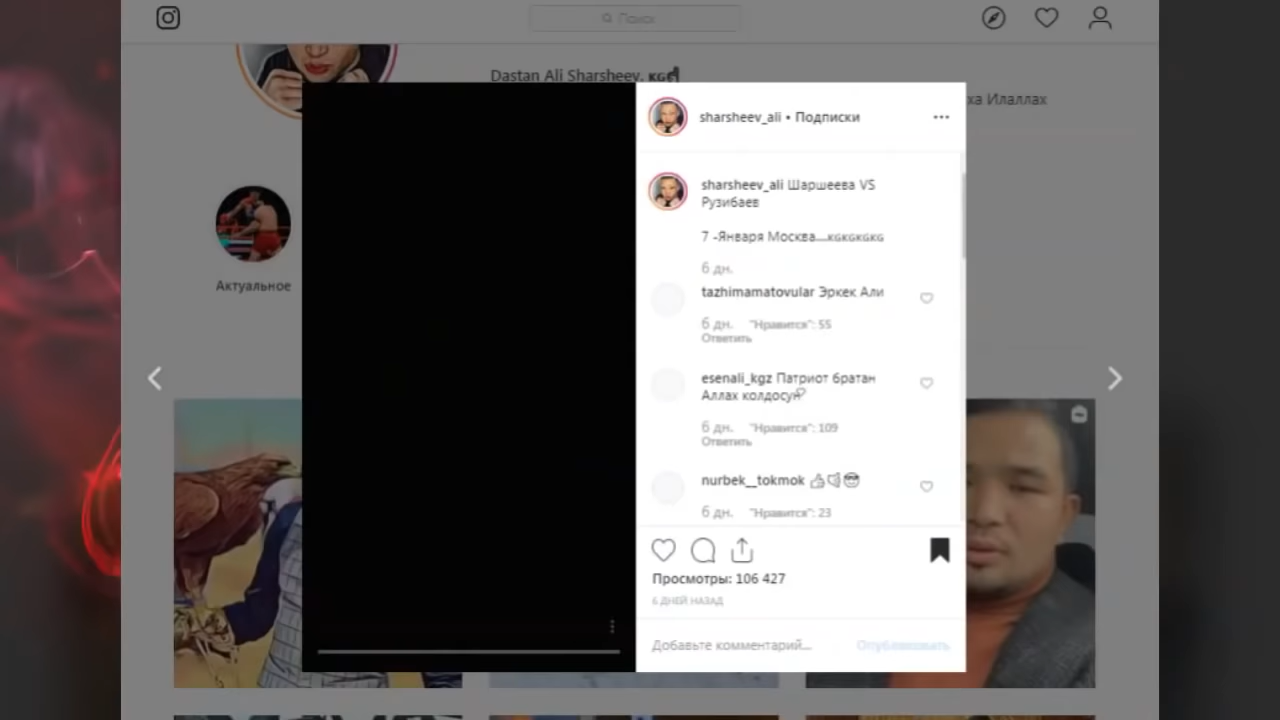 Поиск
Dastan Ali Sharsheev. KG
ха Илаллах
Актуальное
sharsheev_ali • Подписки
sharsheev_ali Шаршеева VS
Рузибаев
7 -Января Москва....KGKGKGKG
6 дн.
tazhimamatovular Эркек Али
6 дн. "Нравится": 55
Ответить
esenali_kgz Патриот братан
Аллах колдосун
6 дн. "Нравится": 109
Ответить
nurbek__tokmok
6 дн. "Нравится": 23
Просмотры: 106 427
6 ДНЕЙ НАЗАД
Добавьте комментарий... Опубликовать